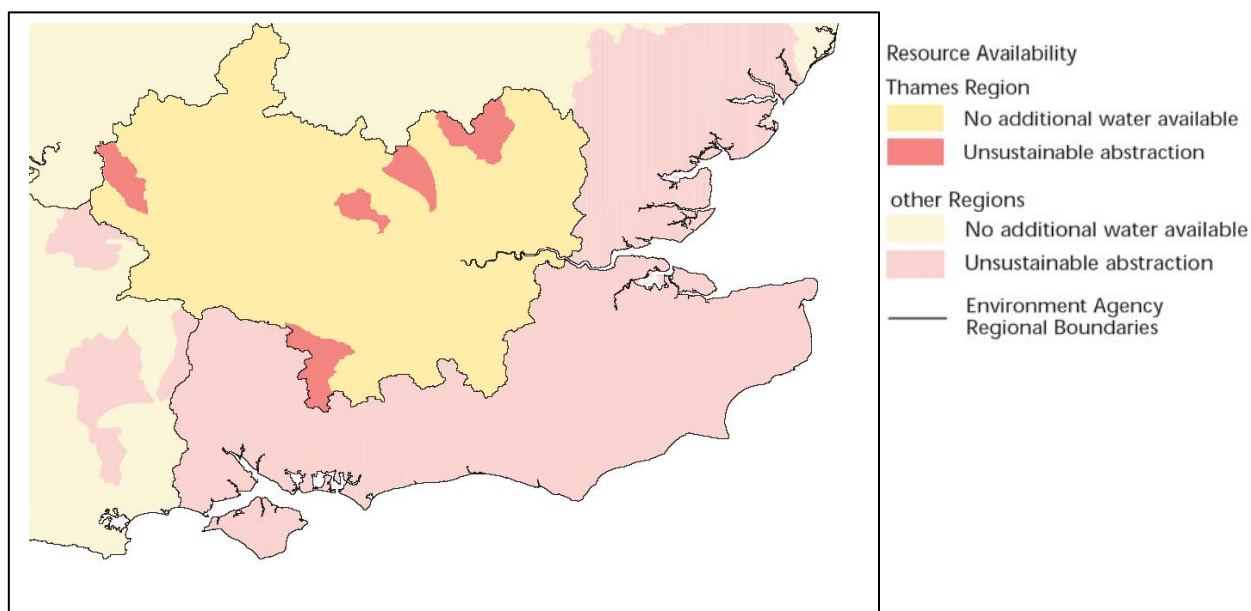 Resource Availability
Thames Region
No additional water available
Unsustainable abstraction
other Regions
No additional water available
Unsustainable abstraction
Environment Agency
Regional Boundaries